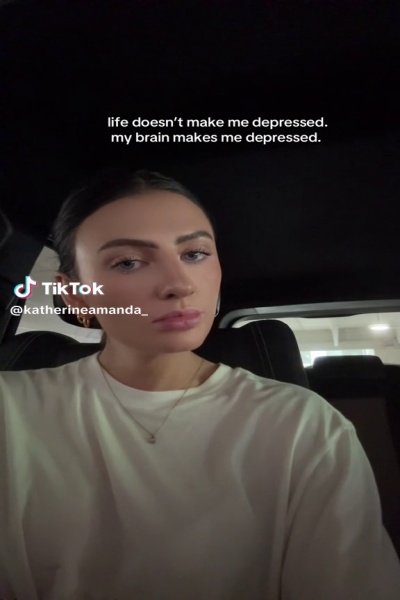 life doesn't make me depressed.
my brain makes me depressed.
TikTok
@katherineamanda_